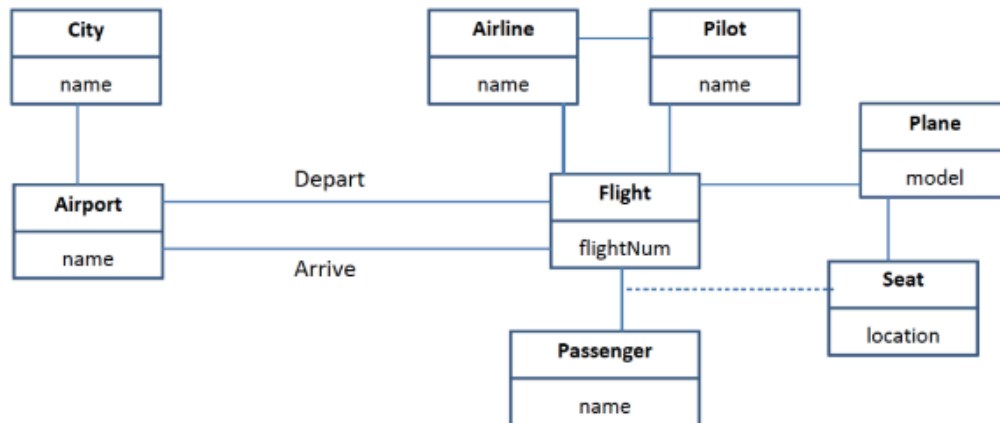 City
name
Airline
name
Pilot
name
Plane
model
Depart
Airport
name
Arrive
Flight
flightNum
Seat
location
Passenger
name